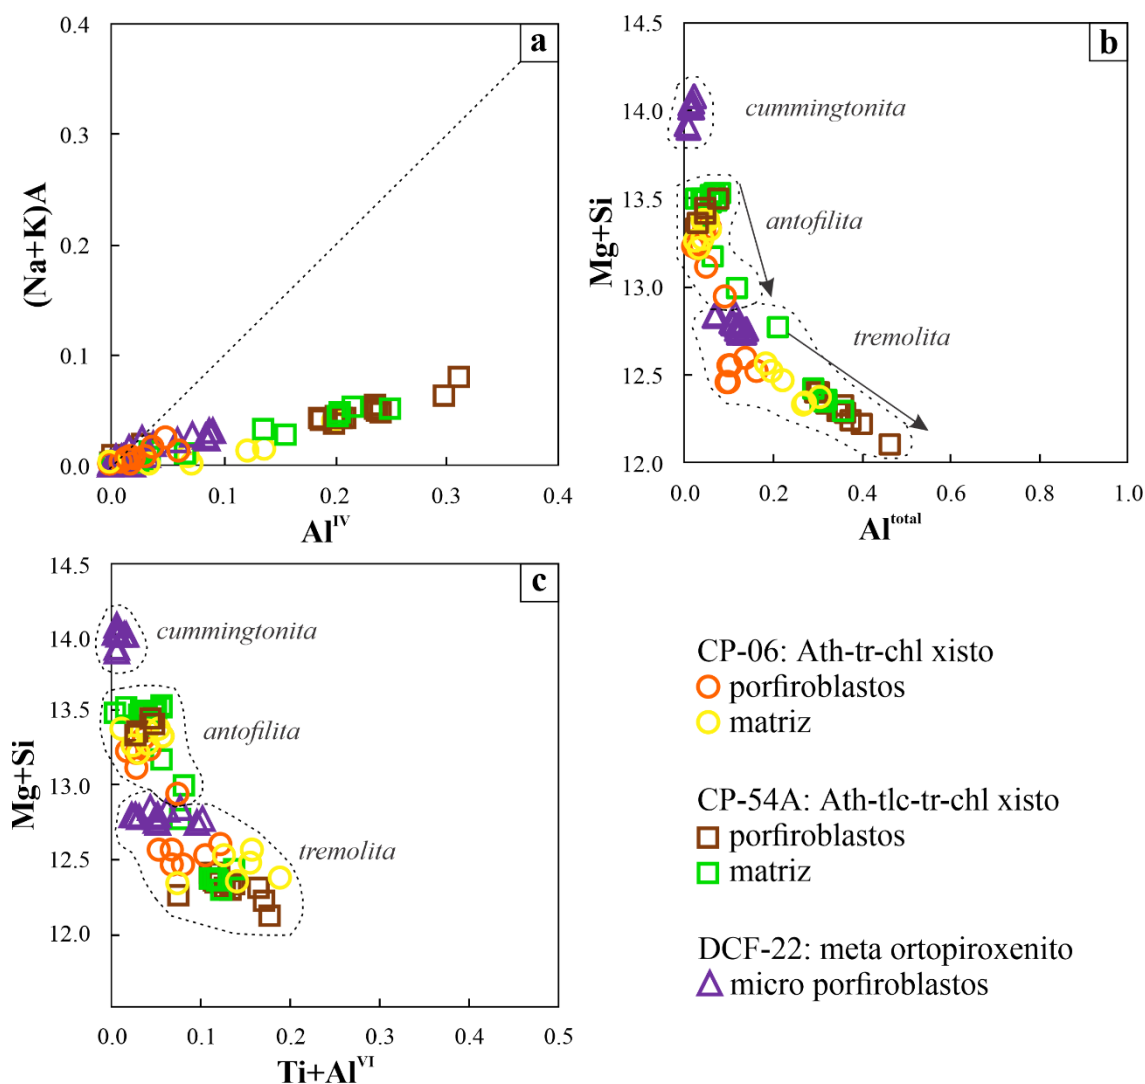 a
0.4
0.3
0.2
0.1
0.0
0.0 0.1 0.2 0.3 0.4
(Na+K)A
Al^IV
b
14.5
14.0
13.5
13.0
12.5
12.0
0.0 0.2 0.4 0.6 0.8 1.0
Mg+Si
Al^total
cummingtonita
antofilita
tremolita
c
14.5
14.0
13.5
13.0
12.5
12.0
0.0 0.1 0.2 0.3 0.4 0.5
Mg+Si
Ti+Al^VI
cummingtonita
antofilita
tremolita
CP-06: Ath-tr-chl xisto
porfiroblastos
matriz
CP-54A: Ath-tlc-tr-chl xisto
porfiroblastos
matriz
DCF-22: meta ortopiroxenito
micro porfiroblastos